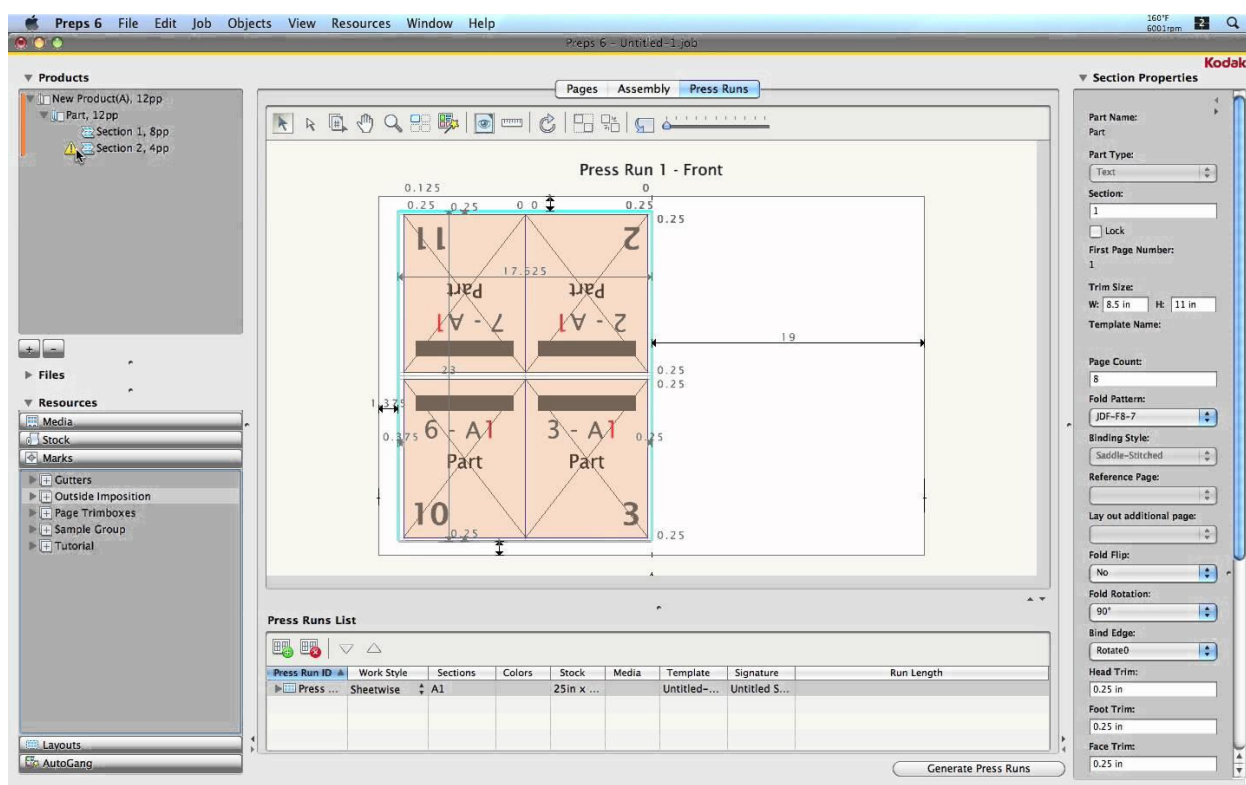 Preps 6 File Edit Job Objects View Resources Window Help
160°F
6001rpm
2
Preps 6 - Untitled-1.job
Kodak
Products
New Product(A), 12pp
Part, 12pp
Section 1, 8pp
Section 2, 4pp
Files
Resources
Media
Stock
Marks
Gutters
Outside Imposition
Page Trimboxes
Sample Group
Tutorial
Layouts
AutoGang
Pages Assembly Press Runs
Press Run 1 - Front
0.125 0
0.25 0.25 0 0 0.25
0.25
11 2
17.525
Part Part
7 - A1 2 - A1
19
23 0.25
0.25
1.375
6 - A1 3 - A1
0.375 0.25
Part Part
10 3
0.25 0.25
Press Runs List
Press Run ID Work Style Sections Colors Stock Media Template Signature Run Length
Press ... Sheetwise A1 25in x ... Untitled-... Untitled S...
Generate Press Runs
Section Properties
Part Name:
Part
Part Type:
Text
Section:
1
Lock
First Page Number:
1
Trim Size:
W: 8.5 in H: 11 in
Template Name:
Page Count:
8
Fold Pattern:
JDF-F8-7
Binding Style:
Saddle-Stitched
Reference Page:
Lay out additional page:
Fold Flip:
No
Fold Rotation:
90°
Bind Edge:
Rotate0
Head Trim:
0.25 in
Foot Trim:
0.25 in
Face Trim:
0.25 in